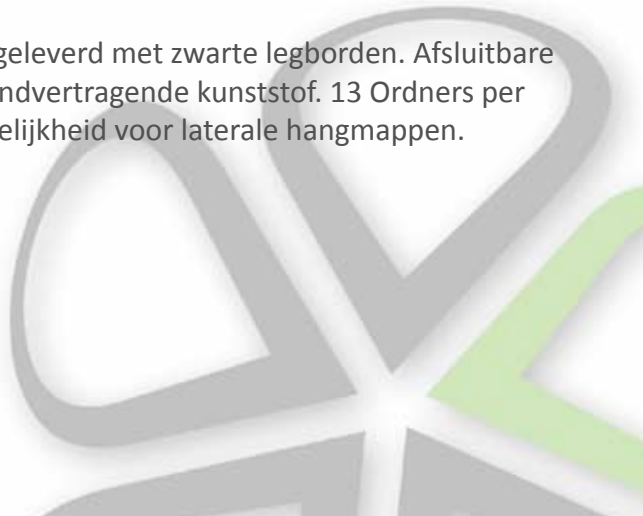 geleverd met zwarte legborden. Afsluitbare
ndvertragende kunststof. 13 Ordners per
elijkheid voor laterale hangmappen.